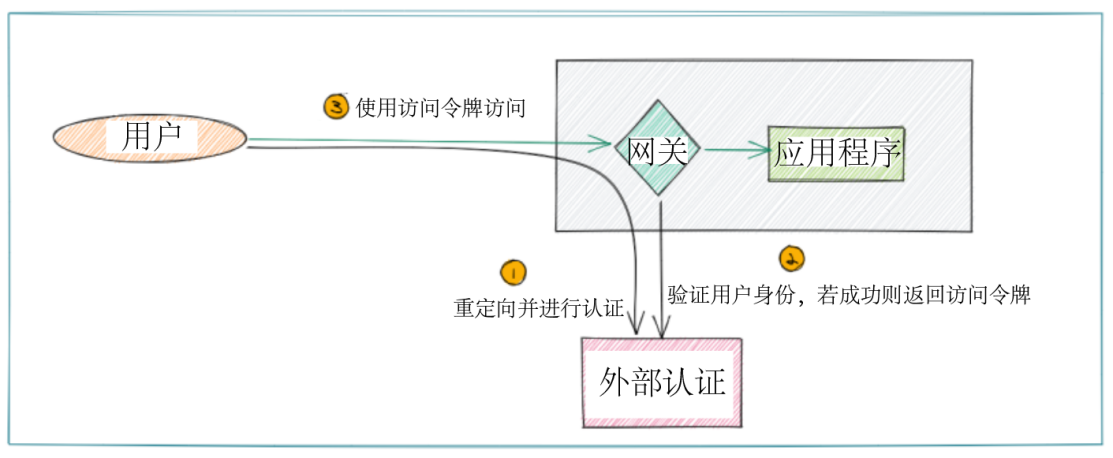 ③ 使用访问令牌访问
用户
网关
应用程序
①
重定向并进行认证
②
验证用户身份，若成功则返回访问令牌
外部认证